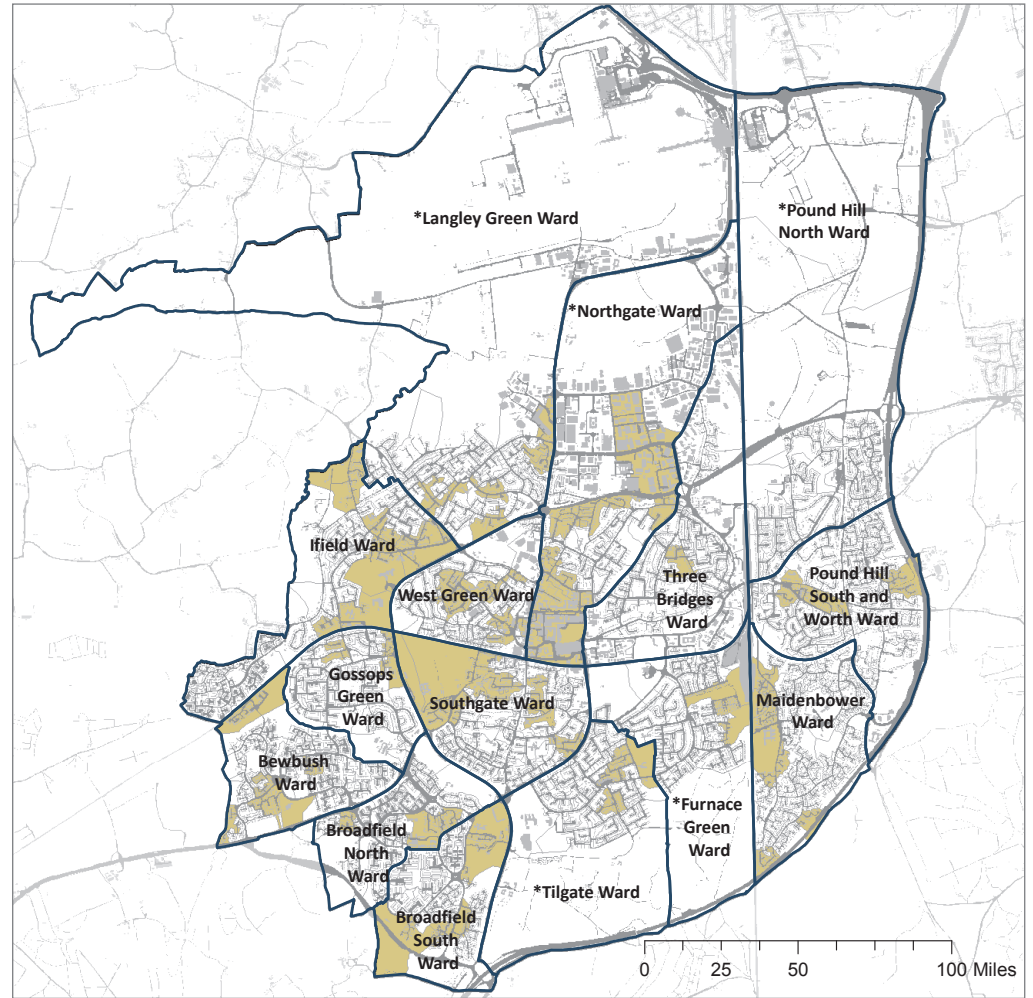 *Langley Green Ward
*Pound Hill
North Ward
*Northgate Ward
Ifield Ward
West Green Ward
Three
Bridges
Ward
Pound Hill
South and
Worth Ward
Gossops
Green
Ward
Southgate Ward
Maidenbower
Ward
Bewbush
Ward
Broadfield
North
Ward
*Furnace
Green
Ward
*Tilgate Ward
Broadfield
South
Ward
0 25 50 100 Miles